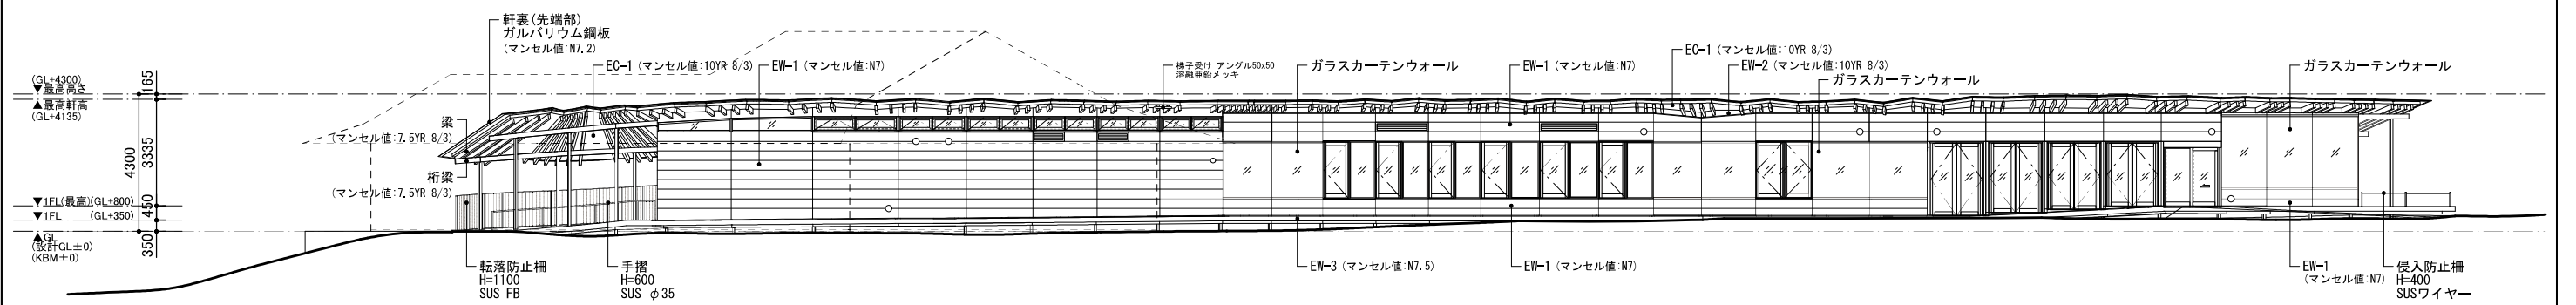 軒裏(先端部)
ガルバリウム鋼板
(マンセル値:N7.2)
EC-1 (マンセル値:10YR 8/3)
EW-1 (マンセル値:N7)
梯子受け アングル50x50
溶融亜鉛メッキ
ガラスカーテンウォール
EW-1 (マンセル値:N7)
EC-1 (マンセル値:10YR 8/3)
EW-2 (マンセル値:10YR 8/3)
ガラスカーテンウォール
ガラスカーテンウォール
(GL+4300)
▼最高高さ
▲最高軒高
(GL+4135)
165
4300
3335
450
350
梁
(マンセル値:7.5YR 8/3)
桁梁
(マンセル値:7.5YR 8/3)
▼1FL(最高)(GL+800)
▼1FL (GL+350)
▲GL
(設計GL±0)
(KBM±0)
転落防止柵
H=1100
SUS FB
手摺
H=600
SUS φ35
EW-3 (マンセル値:N7.5)
EW-1 (マンセル値:N7)
EW-1
(マンセル値:N7)
侵入防止柵
H=400
SUSワイヤー